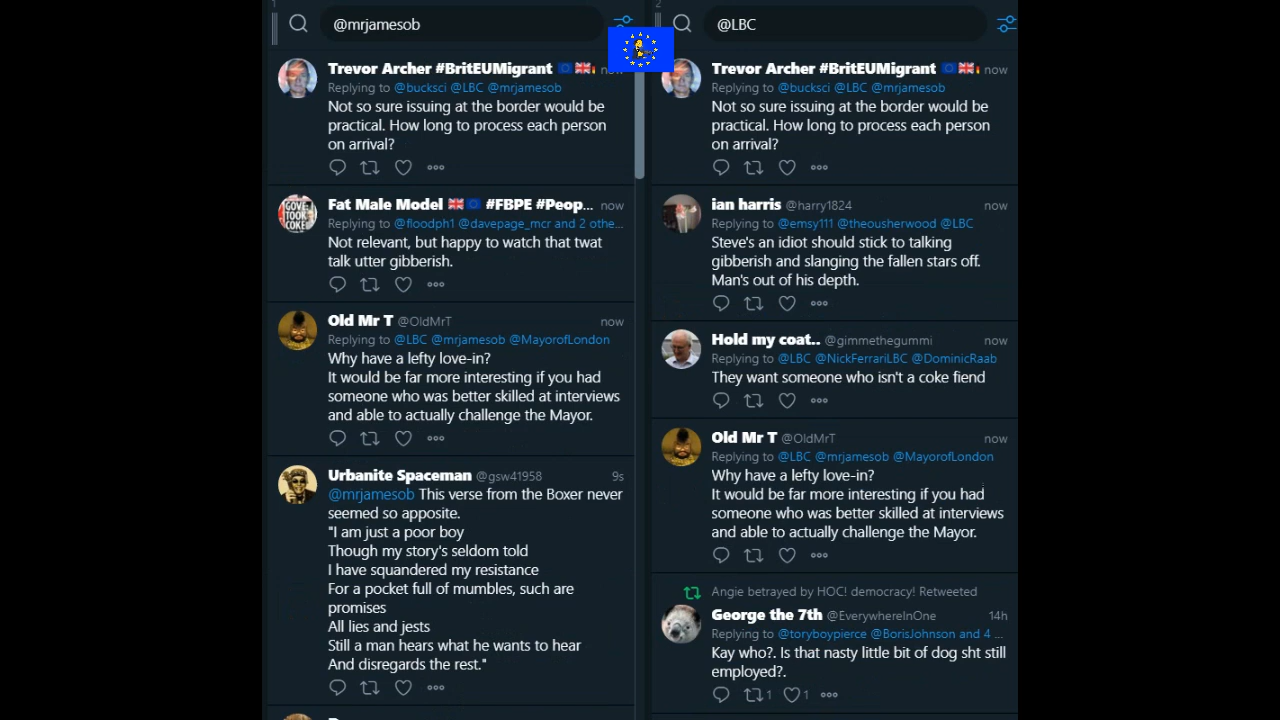 1
@mrjamesob
Trevor Archer #BritEUMigrant
now
Replying to @bucksci @LBC @mrjamesob
Not so sure issuing at the border would be
practical. How long to process each person
on arrival?
Fat Male Model 🇬🇧🇪🇺 #FBPE #Peop... now
Replying to @floodph1 @davepage_mcr and 2 othe...
Not relevant, but happy to watch that twat
talk utter gibberish.
GOVE
TOOK
COKE
Old Mr T @OldMrT now
Replying to @LBC @mrjamesob @MayorofLondon
Why have a lefty love-in?
It would be far more interesting if you had
someone who was better skilled at interviews
and able to actually challenge the Mayor.
Urbanite Spaceman @gsw41958 9s
@mrjamesob This verse from the Boxer never
seemed so apposite.
"I am just a poor boy
Though my story's seldom told
I have squandered my resistance
For a pocket full of mumbles, such are
promises
All lies and jests
Still a man hears what he wants to hear
And disregards the rest."
2
@LBC
Trevor Archer #BritEUMigrant 🇪🇺🇬🇧 now
Replying to @bucksci @LBC @mrjamesob
Not so sure issuing at the border would be
practical. How long to process each person
on arrival?
ian harris @harry1824 now
Replying to @emsy111 @theousherwood @LBC
Steve's an idiot should stick to talking
gibberish and slanging the fallen stars off.
Man's out of his depth.
Hold my coat.. @gimmethegummi now
Replying to @LBC @NickFerrariLBC @DominicRaab
They want someone who isn't a coke fiend
Old Mr T @OldMrT now
Replying to @LBC @mrjamesob @MayorofLondon
Why have a lefty love-in?
It would be far more interesting if you had
someone who was better skilled at interviews
and able to actually challenge the Mayor.
Angie betrayed by HOC! democracy! Retweeted
George the 7th @EverywhereInOne 14h
Replying to @toryboypierce @BorisJohnson and 4 ...
Kay who?. Is that nasty little bit of dog sht still
employed?.
1 1